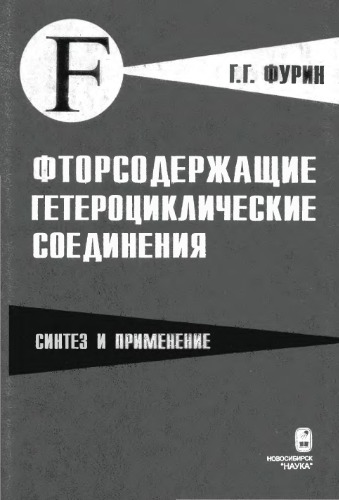 F
Г.Г. ФУРИН
ФТОРСОДЕРЖАЩИЕ
ГЕТЕРОЦИКЛИЧЕСКИЕ
СОЕДИНЕНИЯ
СИНТЕЗ И ПРИМЕНЕНИЕ
НОВОСИБИРСК
"НАУКА"